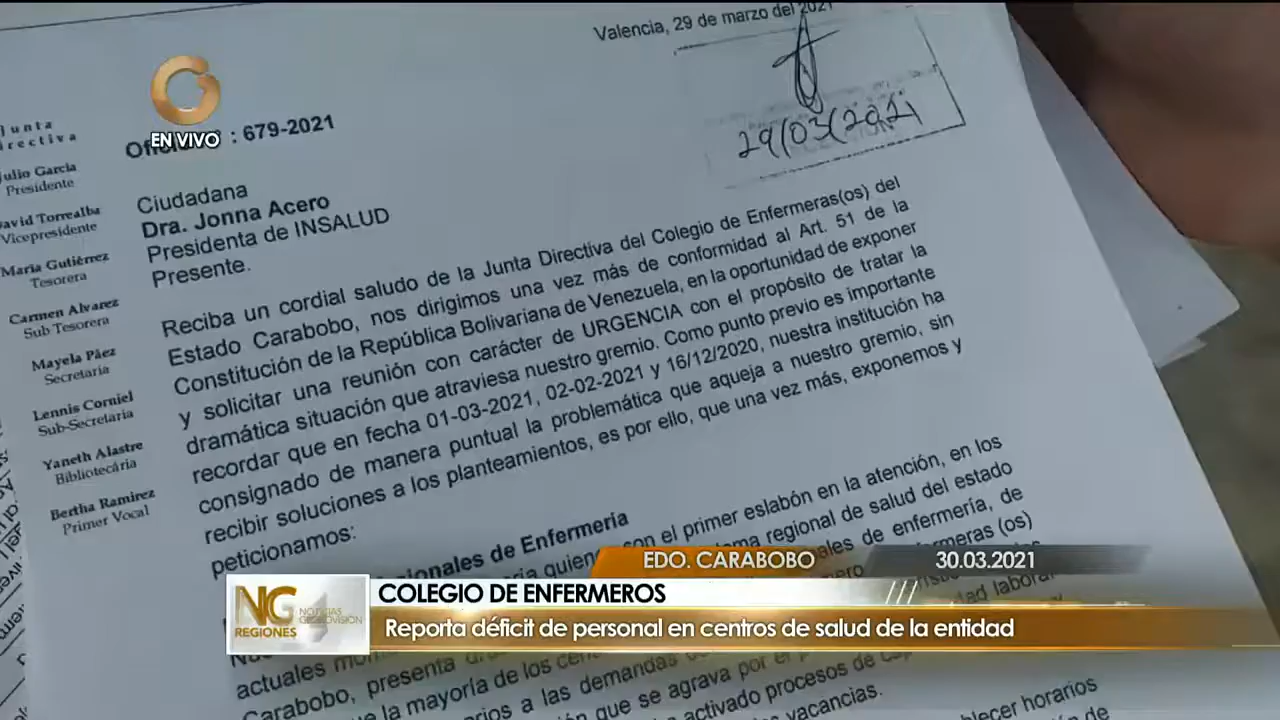 Valencia, 29 de marzo del 2021
29/03/2021
EN VIVO
: 679-2021
Junta
Directiva
Julio García
Presidente
David Torrealba
Vicepresidente
María Gutiérrez
Tesorera
Carmen Alvarez
Sub Tesorera
Mayela Páez
Secretaria
Lennis Corniel
Sub-Secretaria
Yaneth Alastre
Bibliotecária
Bertha Ramirez
Primer Vocal
Ciudadana
Dra. Jonna Acero
Presidenta de INSALUD
Presente.
Reciba un cordial saludo de la Junta Directiva del Colegio de Enfermeras(os) del
Estado Carabobo, nos dirigimos una vez más de conformidad al Art. 51 de la
Constitución de la República Bolivariana de Venezuela, en la oportunidad de exponer
y solicitar una reunión con carácter de URGENCIA con el propósito de tratar la
dramática situación que atraviesa nuestro gremio. Como punto previo es importante
recordar que en fecha 01-03-2021, 02-02-2021 y 16/12/2020, nuestra institución ha
consignado de manera puntual la problemática que aqueja a nuestro gremio, sin
recibir soluciones a los planteamientos, es por ello, que una vez más, exponemos y
peticionamos:
de Enfermería
son el primer eslabón en la atención, en los
regional de salud del estado
de enfermería, de
(os)
EDO. CARABOBO
30.03.2021
NG
REGIONES
NOTICIAS
GLOBOVISIÓN
COLEGIO DE ENFERMEROS
Reporta déficit de personal en centros de salud de la entidad
actuales
Carabobo, presenta
la mayoría de los
a las demandas
que se agrava por el
activado procesos de
vacancias.
horarios